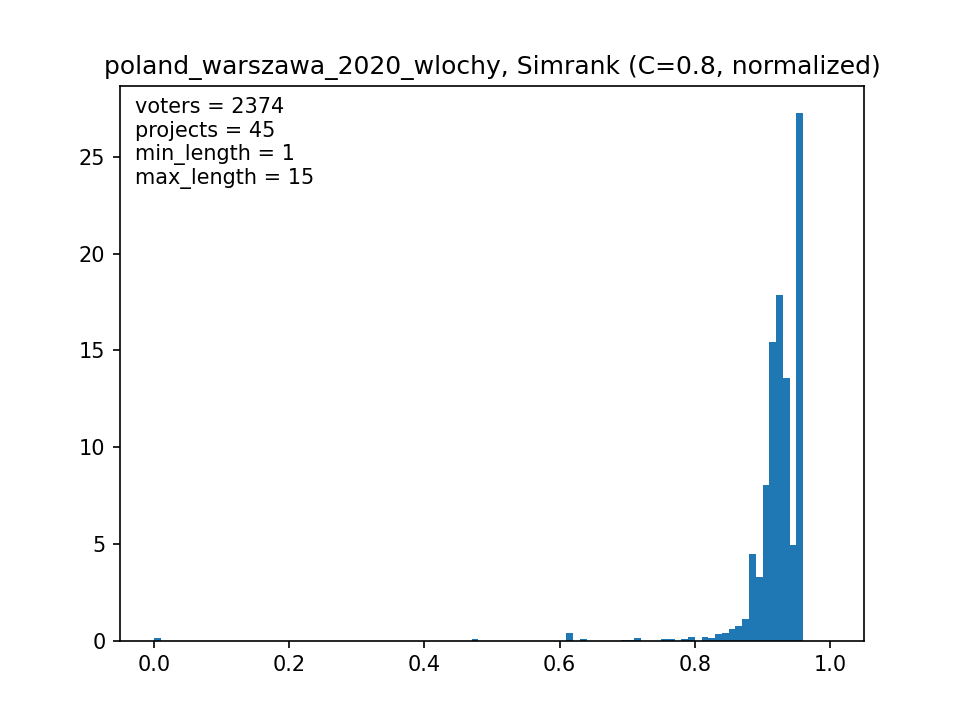 poland_warszawa_2020_wlochy, Simrank (C=0.8, normalized)
voters = 2374
projects = 45
min_length = 1
max_length = 15
25
20
15
10
5
0
0.0 0.2 0.4 0.6 0.8 1.0